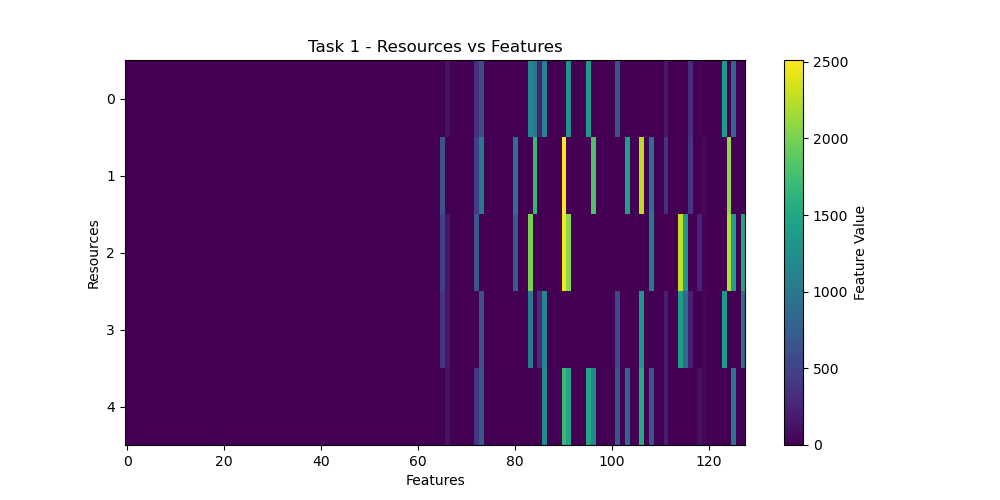 Task 1 - Resources vs Features
Resources
0
1
2
3
4
0 20 40 60 80 100 120
Features
2500
2000
1500
1000
500
0
Feature Value